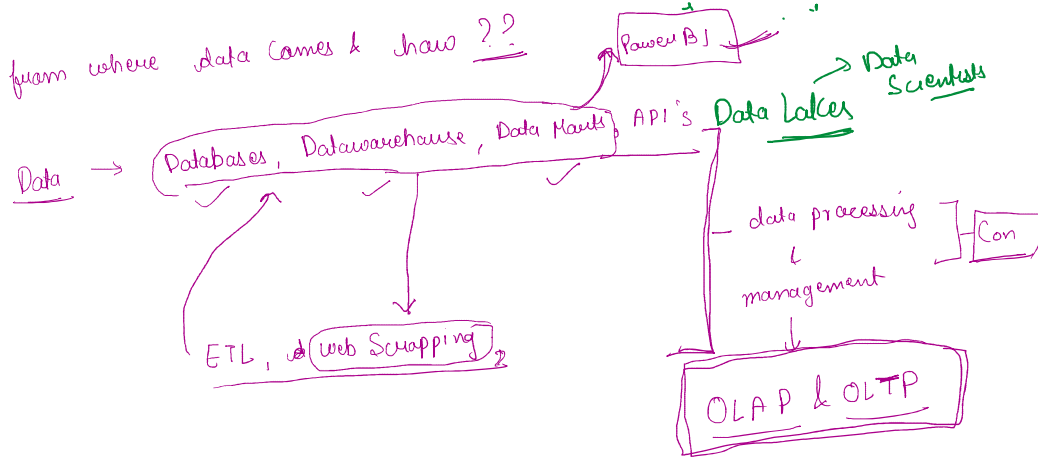 from where data comes & how ??
Power BI
Data Lakes → Data Scientists
Data → Databases, Datawarehouse, Data Marts, API's
data processing
&
management
Con
ETL, & web Scrapping,
OLAP & OLTP